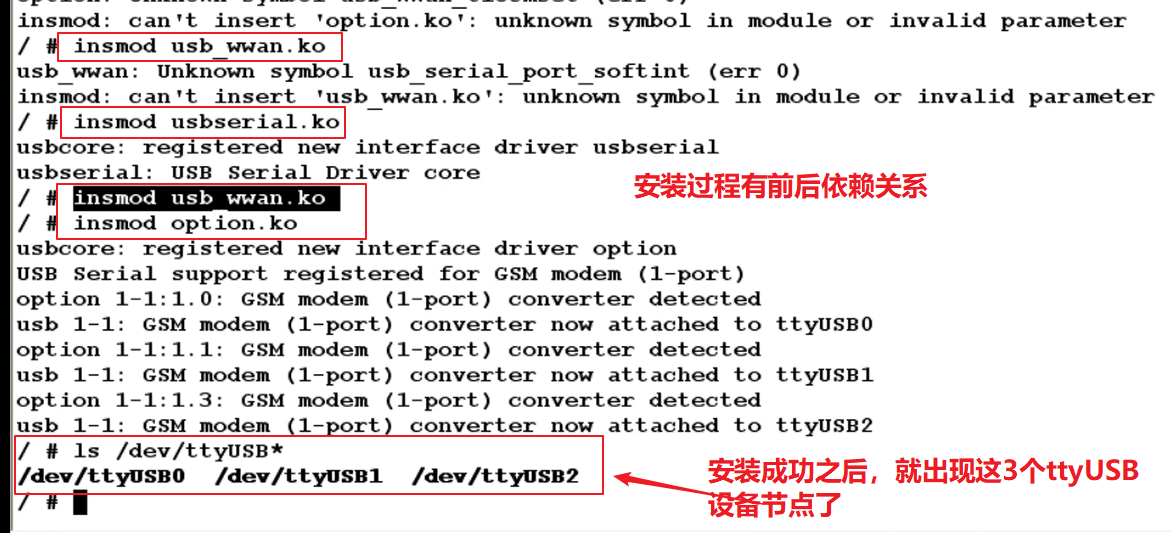 insmod: can't insert 'option.ko': unknown symbol in module or invalid parameter
/ # insmod usb_wwan.ko
usb_wwan: Unknown symbol usb_serial_port_softint (err 0)
insmod: can't insert 'usb_wwan.ko': unknown symbol in module or invalid parameter
/ # insmod usbserial.ko
usbcore: registered new interface driver usbserial
usbserial: USB Serial Driver core
安装过程有前后依赖关系
/ # insmod usb_wwan.ko
/ # insmod option.ko
usbcore: registered new interface driver option
USB Serial support registered for GSM modem (1-port)
option 1-1:1.0: GSM modem (1-port) converter detected
usb 1-1: GSM modem (1-port) converter now attached to ttyUSB0
option 1-1:1.1: GSM modem (1-port) converter detected
usb 1-1: GSM modem (1-port) converter now attached to ttyUSB1
option 1-1:1.3: GSM modem (1-port) converter detected
usb 1-1: GSM modem (1-port) converter now attached to ttyUSB2
/ # ls /dev/ttyUSB*
/dev/ttyUSB0 /dev/ttyUSB1 /dev/ttyUSB2
/ #
安装成功之后，就出现这3个ttyUSB
设备节点了